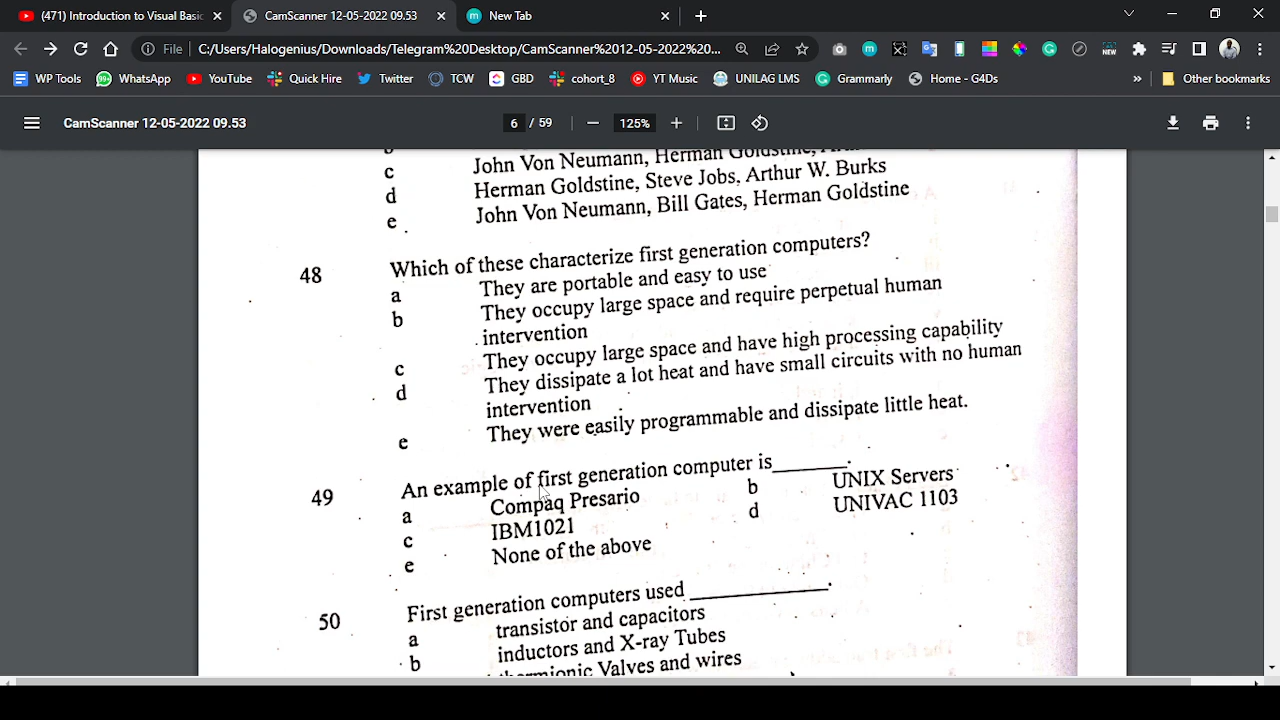 (471) Introduction to Visual Basic
CamScanner 12-05-2022 09.53
New Tab
File
C:/Users/Halogenius/Downloads/Telegram%20Desktop/CamScanner%2012-05-2022%20...
WP Tools
WhatsApp
YouTube
Quick Hire
Twitter
CW
GBD
cohort_8
YT Music
UNILAG LMS
Grammarly
Home - G4Ds
»
Other bookmarks
CamScanner 12-05-2022 09.53
6 / 59
125%
c John Von Neumann, Herman Goldstine,
d Herman Goldstine, Steve Jobs, Arthur W. Burks
e John Von Neumann, Bill Gates, Herman Goldstine
48 Which of these characterize first generation computers?
a They are portable and easy to use
b They occupy large space and require perpetual human
intervention
c They occupy large space and have high processing capability
d They dissipate a lot heat and have small circuits with no human
intervention
e They were easily programmable and dissipate little heat.
49 An example of first generation computer is_______.
a Compaq Presario b UNIX Servers
c IBM1021 d UNIVAC 1103
e None of the above
50 First generation computers used _____________.
a transistor and capacitors
b inductors and X-ray Tubes
thermionic Valves and wires